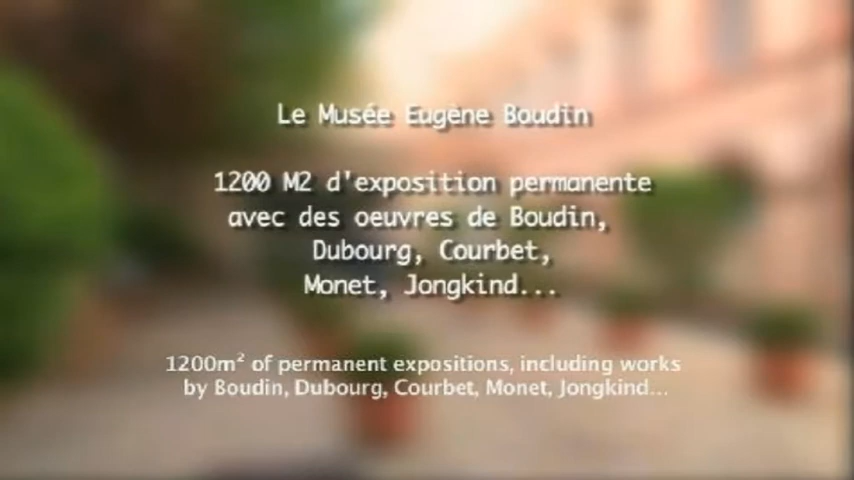 Le Musée Eugène Boudin
1200 M2 d'exposition permanente
avec des oeuvres de Boudin,
Dubourg, Courbet,
Monet, Jongkind...
1200m² of permanent expositions, including works
by Boudin, Dubourg, Courbet, Monet, Jongkind...